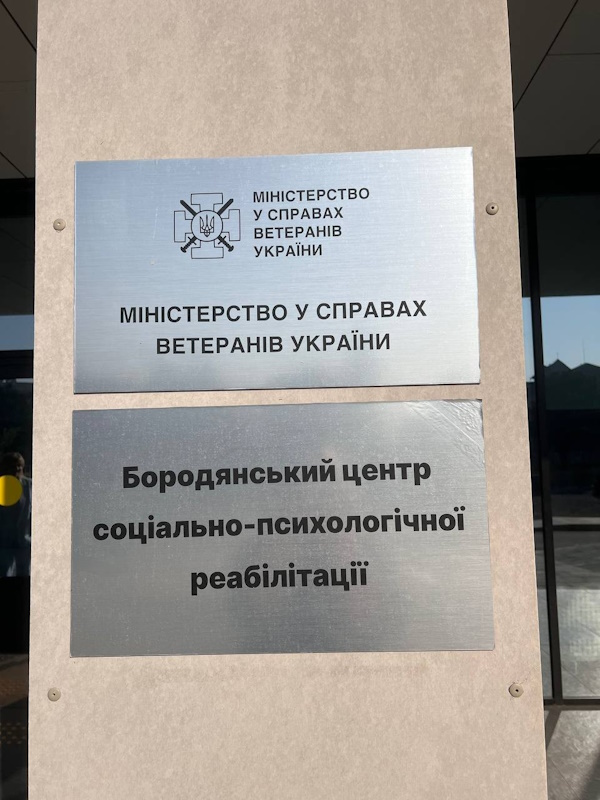 МІНІСТЕРСТВО
У СПРАВАХ
ВЕТЕРАНІВ
УКРАЇНИ
МІНІСТЕРСТВО У СПРАВАХ
ВЕТЕРАНІВ УКРАЇНИ
Бородянський центр
соціально-психологічної
реабілітації